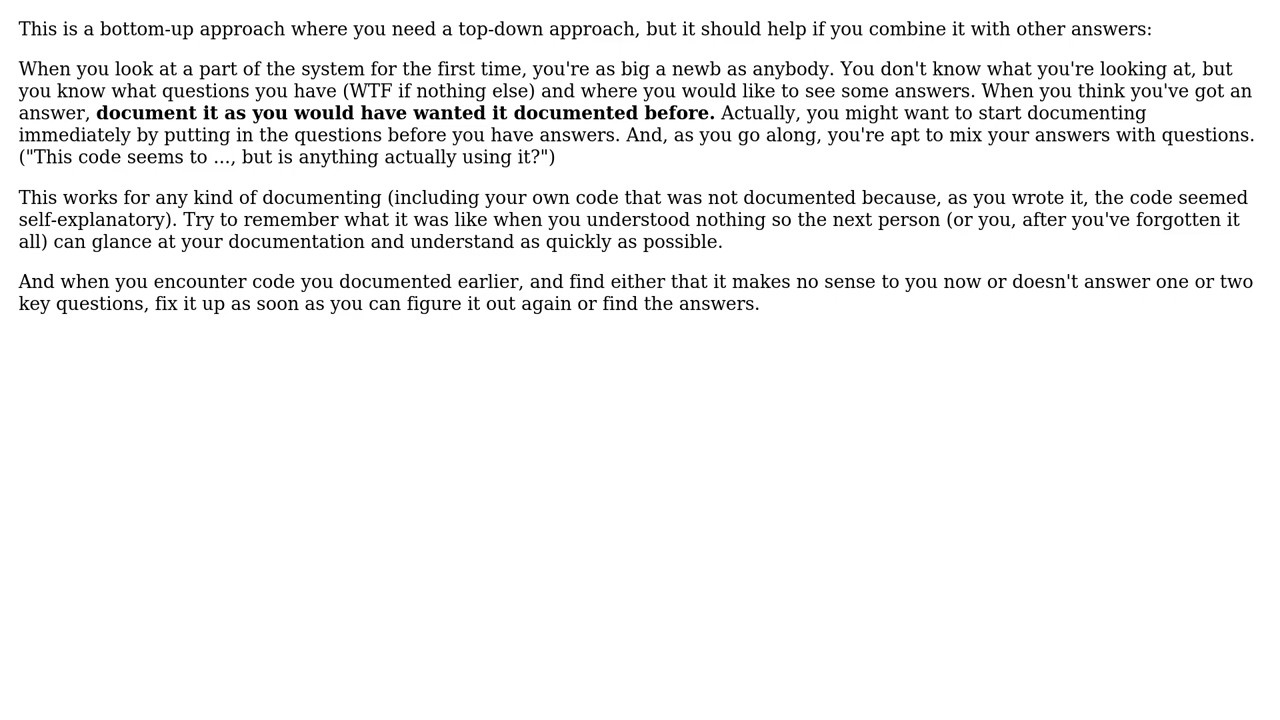 This is a bottom-up approach where you need a top-down approach, but it should help if you combine it with other answers:
When you look at a part of the system for the first time, you're as big a newb as anybody. You don't know what you're looking at, but
you know what questions you have (WTF if nothing else) and where you would like to see some answers. When you think you've got an
answer, document it as you would have wanted it documented before. Actually, you might want to start documenting
immediately by putting in the questions before you have answers. And, as you go along, you're apt to mix your answers with questions.
("This code seems to ..., but is anything actually using it?")
This works for any kind of documenting (including your own code that was not documented because, as you wrote it, the code seemed
self-explanatory). Try to remember what it was like when you understood nothing so the next person (or you, after you've forgotten it
all) can glance at your documentation and understand as quickly as possible.
And when you encounter code you documented earlier, and find either that it makes no sense to you now or doesn't answer one or two
key questions, fix it up as soon as you can figure it out again or find the answers.